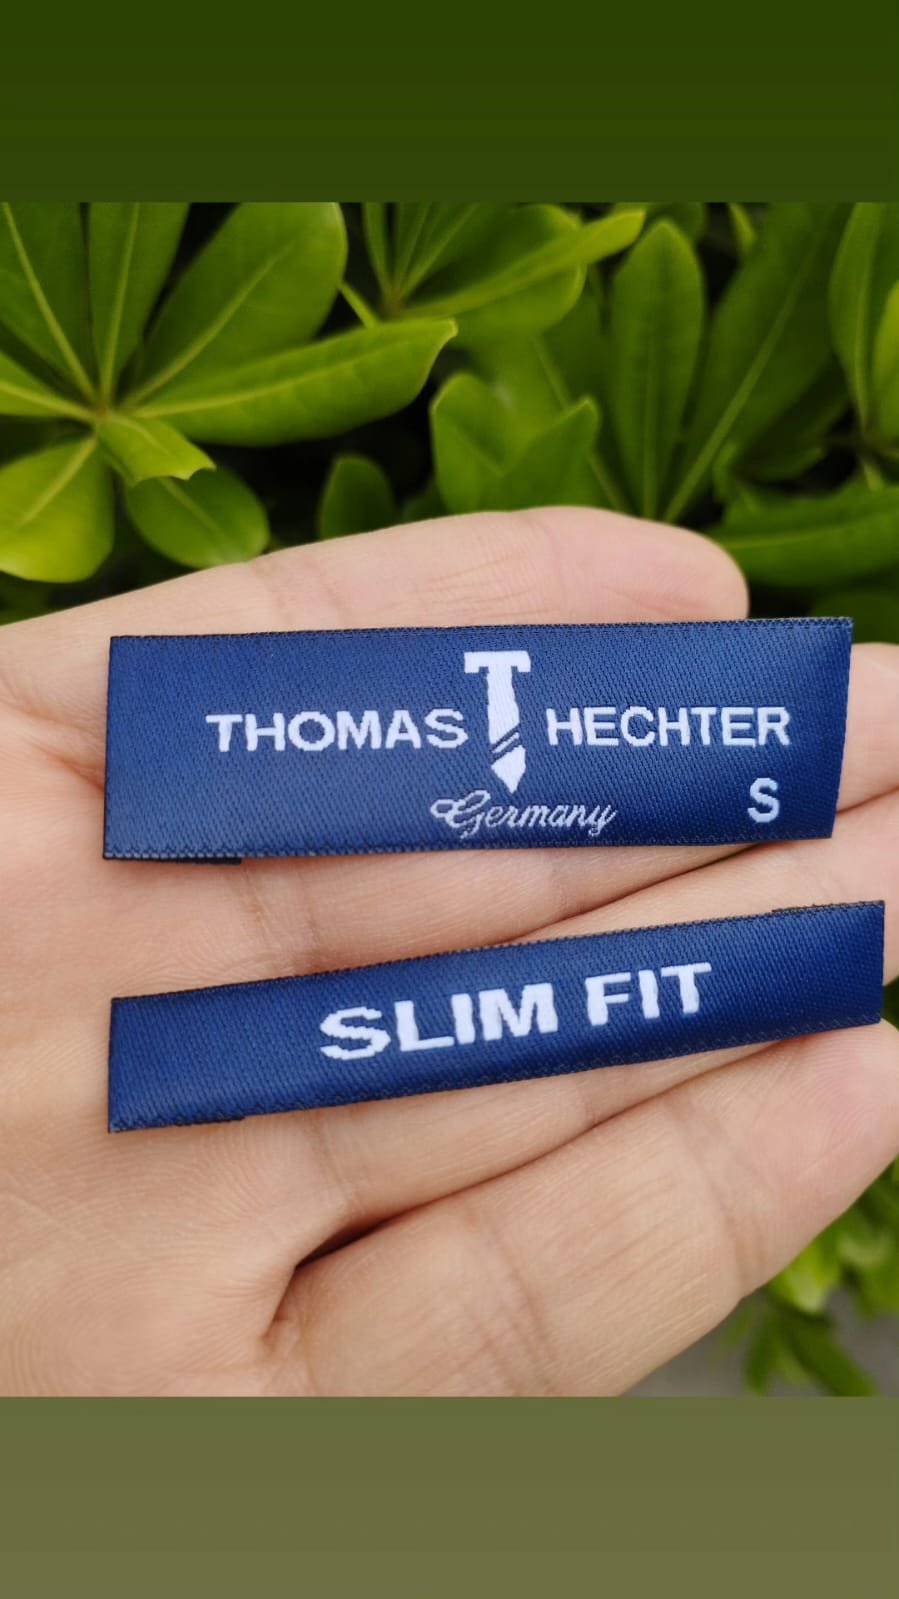 THOMAS T HECHTER
Germany
S
SLIM FIT